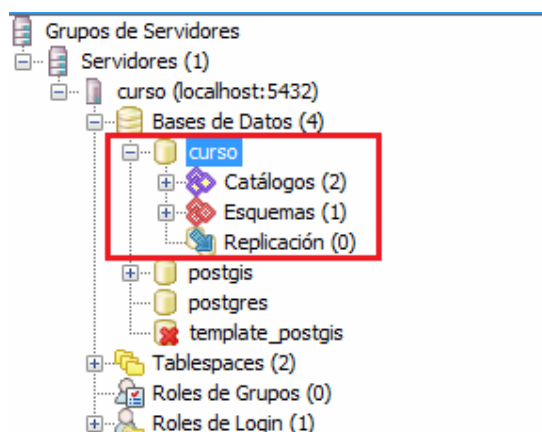 Grupos de Servidores
Servidores (1)
curso (localhost:5432)
Bases de Datos (4)
curso
Catálogos (2)
Esquemas (1)
Replicación (0)
postgis
postgres
template_postgis
Tablespaces (2)
Roles de Grupos (0)
Roles de Login (1)